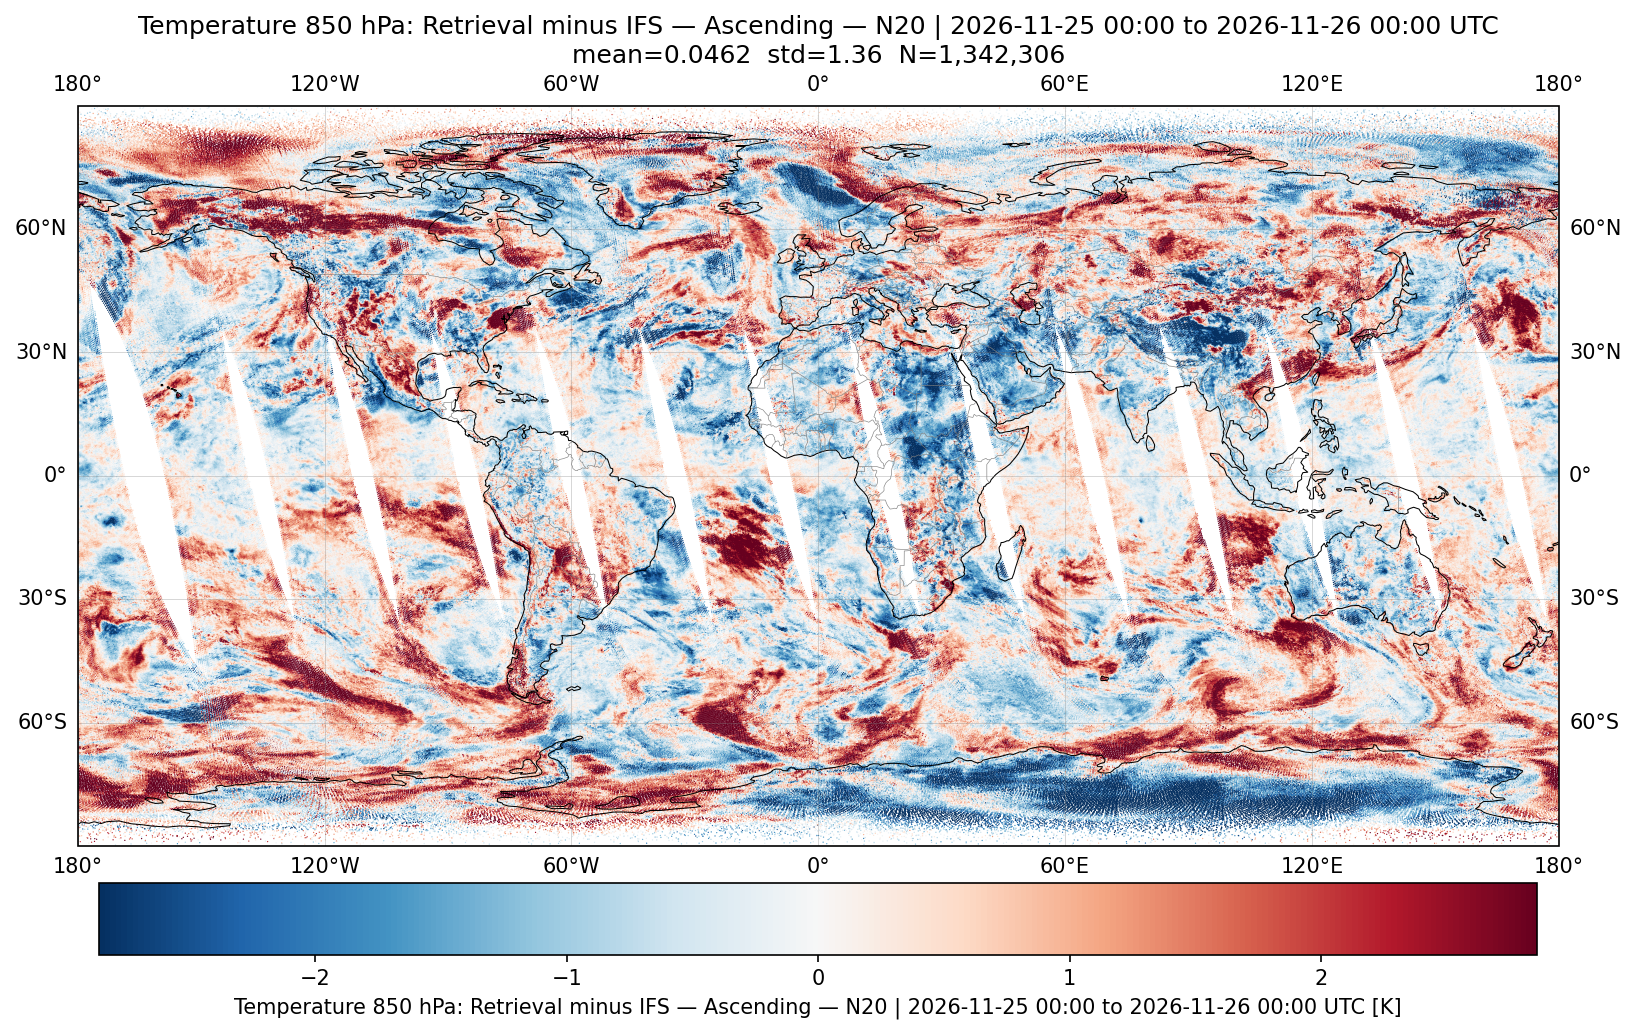 Temperature 850 hPa: Retrieval minus IFS — Ascending — N20 | 2026-11-25 00:00 to 2026-11-26 00:00 UTC
mean=0.0462  std=1.36  N=1,342,306
180° 120°W 60°W 0° 60°E 120°E 180°
60°N 60°N
30°N 30°N
0° 0°
30°S 30°S
60°S 60°S
180° 120°W 60°W 0° 60°E 120°E 180°
−2 −1 0 1 2
Temperature 850 hPa: Retrieval minus IFS — Ascending — N20 | 2026-11-25 00:00 to 2026-11-26 00:00 UTC [K]